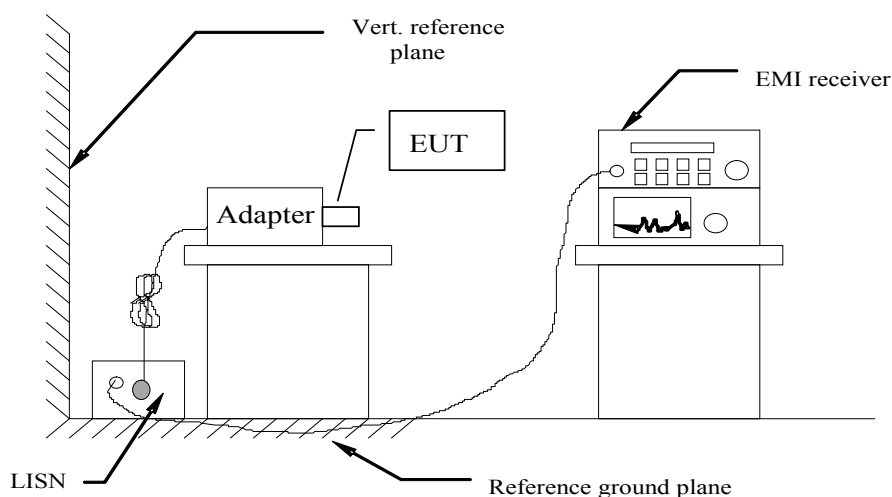 Vert. reference
plane
EMI receiver
EUT
Adapter
LISN
Reference ground plane